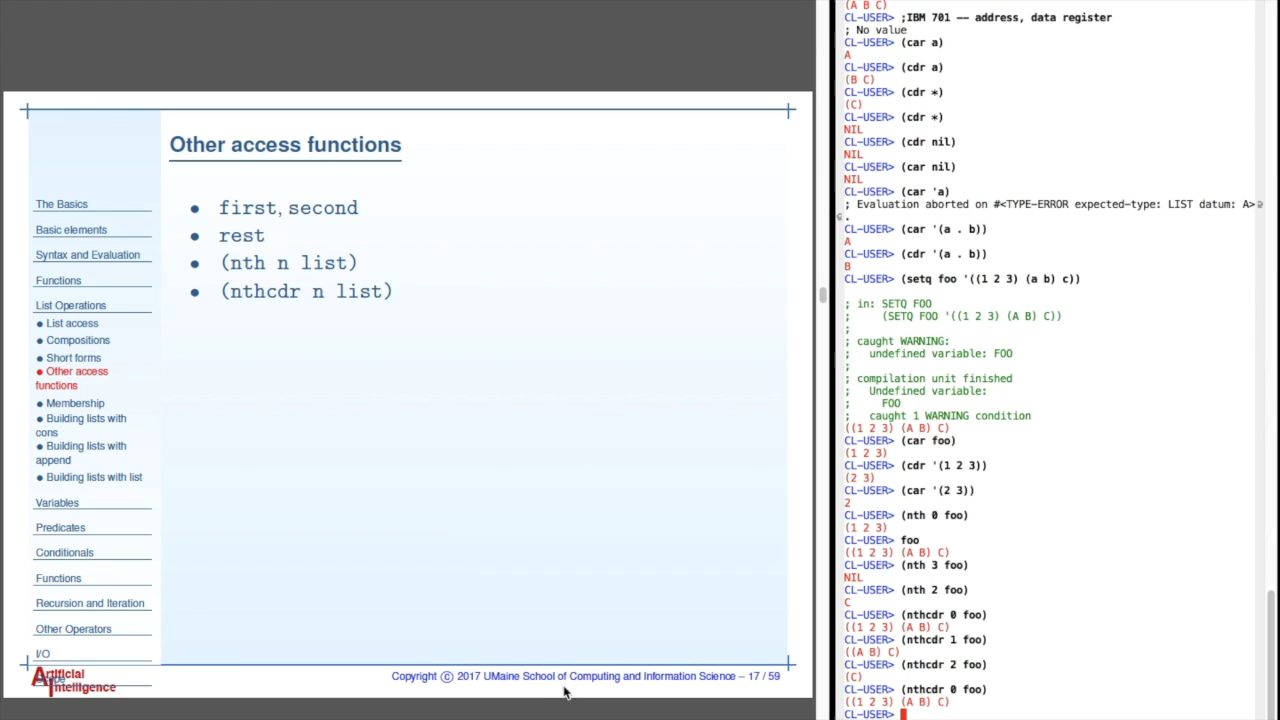 Other access functions
• first, second
• rest
• (nth n list)
• (nthcdr n list)
The Basics
Basic elements
Syntax and Evaluation
Functions
List Operations
• List access
• Compositions
• Short forms
• Other access
functions
• Membership
• Building lists with
cons
• Building lists with
append
• Building lists with list
Variables
Predicates
Conditionals
Functions
Recursion and Iteration
Other Operators
I/O
Artificial
Intelligence
Copyright © 2017 UMaine School of Computing and Information Science – 17 / 59
(A B C)
CL-USER> ;IBM 701 -- address, data register
; No value
CL-USER> (car a)
A
CL-USER> (cdr a)
(B C)
CL-USER> (cdr *)
(C)
CL-USER> (cdr *)
NIL
CL-USER> (cdr nil)
NIL
CL-USER> (car nil)
NIL
CL-USER> (car 'a)
; Evaluation aborted on #<TYPE-ERROR expected-type: LIST datum: A>
.
CL-USER> (car '(a . b))
A
CL-USER> (cdr '(a . b))
B
CL-USER> (setq foo '((1 2 3) (a b) c))
; in: SETQ FOO
;     (SETQ FOO '((1 2 3) (A B) C))
;
; caught WARNING:
;   undefined variable: FOO
;
; compilation unit finished
;   Undefined variable:
;     FOO
;   caught 1 WARNING condition
((1 2 3) (A B) C)
CL-USER> (car foo)
(1 2 3)
CL-USER> (cdr '(1 2 3))
(2 3)
CL-USER> (car '(2 3))
2
CL-USER> (nth 0 foo)
(1 2 3)
CL-USER> foo
((1 2 3) (A B) C)
CL-USER> (nth 3 foo)
NIL
CL-USER> (nth 2 foo)
C
CL-USER> (nthcdr 0 foo)
((1 2 3) (A B) C)
CL-USER> (nthcdr 1 foo)
((A B) C)
CL-USER> (nthcdr 2 foo)
(C)
CL-USER> (nthcdr 0 foo)
((1 2 3) (A B) C)
CL-USER>